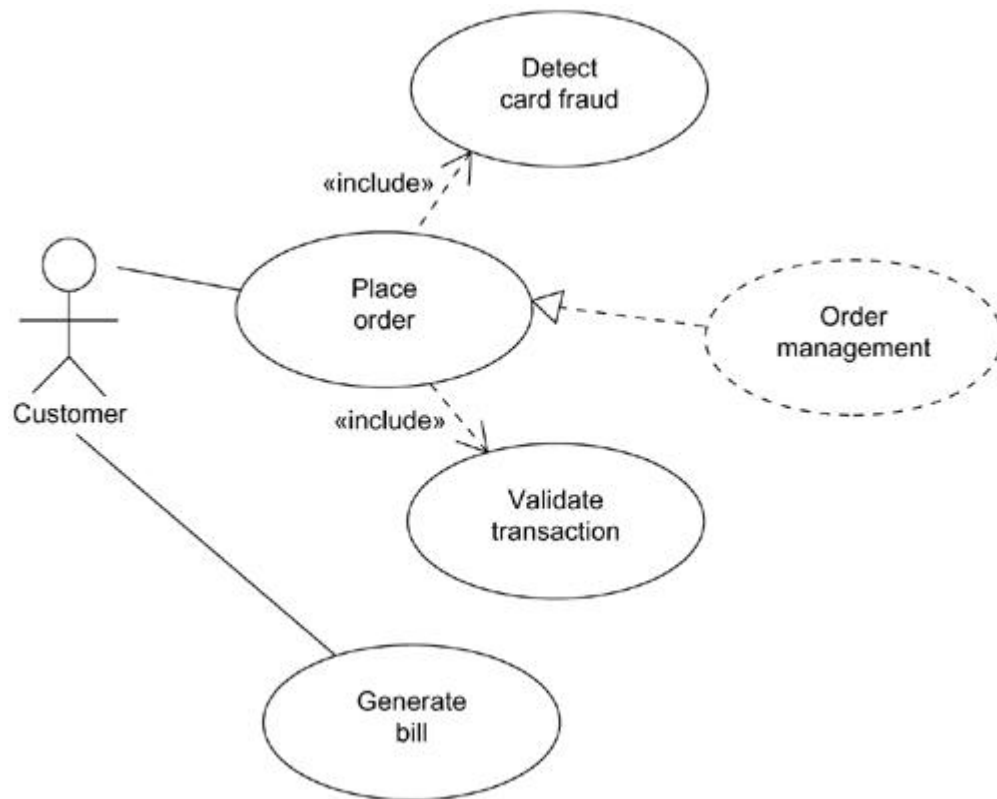 Detect
card fraud
«include»
Place
order
Order
management
Customer
«include»
Validate
transaction
Generate
bill